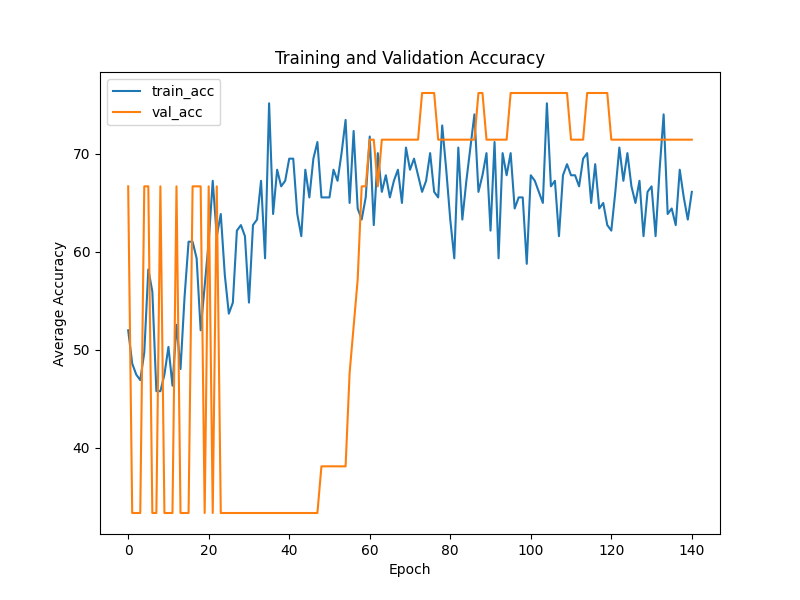 Training and Validation Accuracy
train_acc
val_acc
70
60
50
40
Average Accuracy
0 20 40 60 80 100 120 140
Epoch